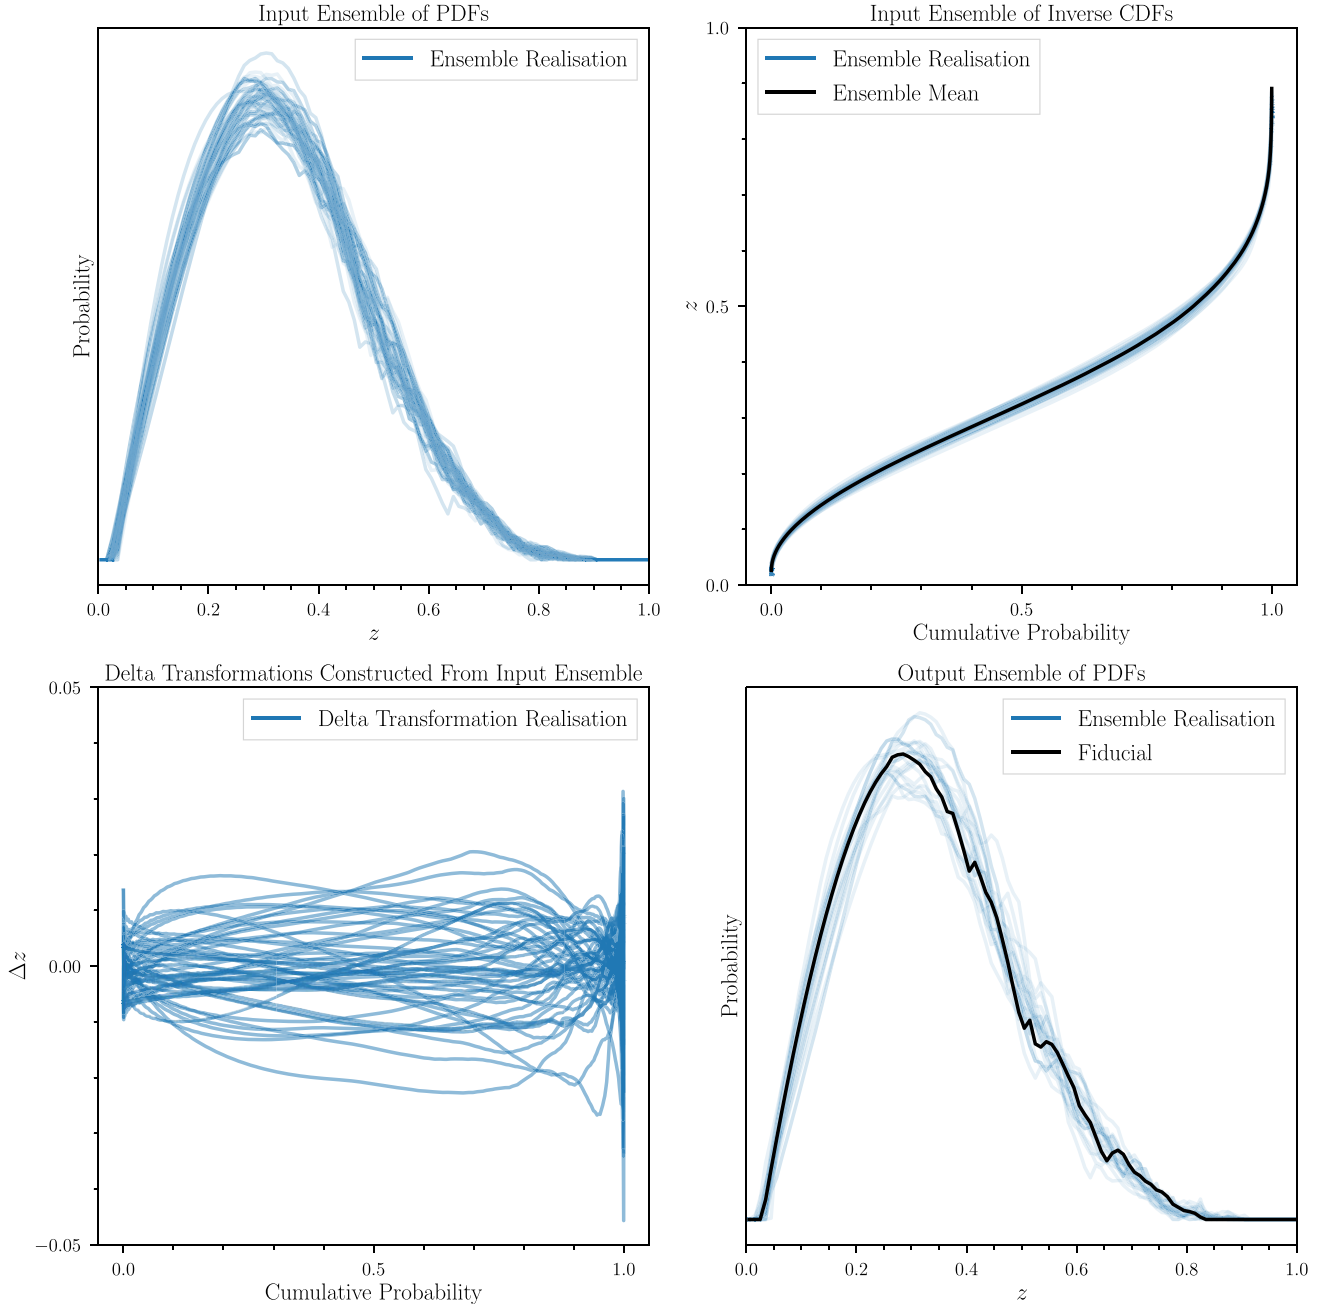 Input Ensemble of PDFs
Ensemble Realisation
Probability
0.0 0.2 0.4 0.6 0.8 1.0
z
Input Ensemble of Inverse CDFs
Ensemble Realisation
Ensemble Mean
1.0
0.5
0.0
z
0.0 0.5 1.0
Cumulative Probability
Delta Transformations Constructed From Input Ensemble
Delta Transformation Realisation
0.05
0.00
−0.05
Δz
0.0 0.5 1.0
Cumulative Probability
Output Ensemble of PDFs
Ensemble Realisation
Fiducial
Probability
0.0 0.2 0.4 0.6 0.8 1.0
z